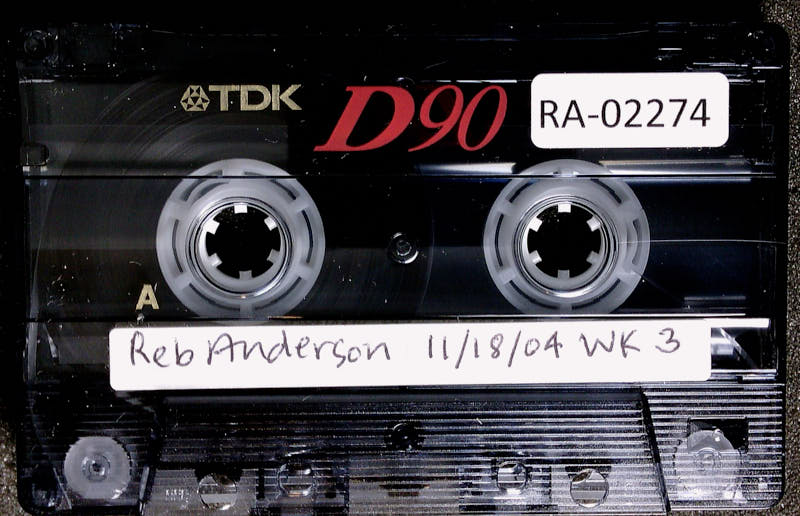 TDK D90 RA-02274
A
Reb Anderson 11/18/04 WK 3